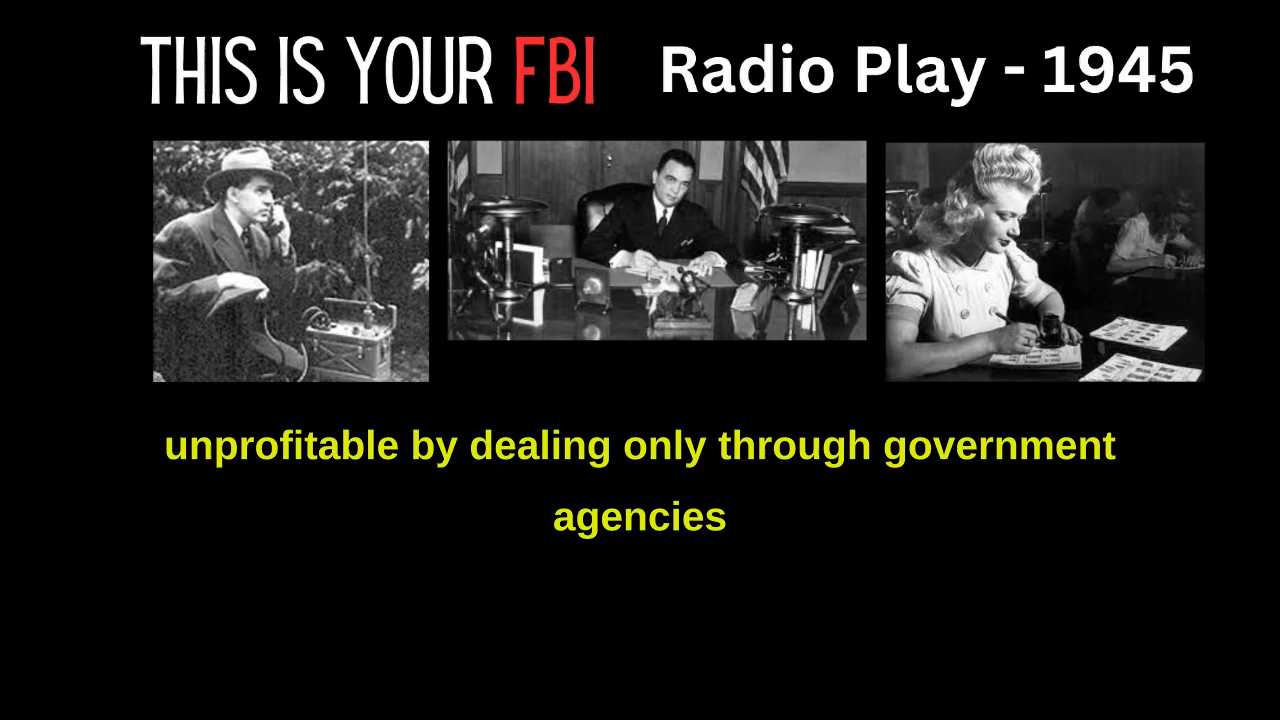 THIS IS YOUR FBI
Radio Play - 1945
unprofitable by dealing only through government
agencies